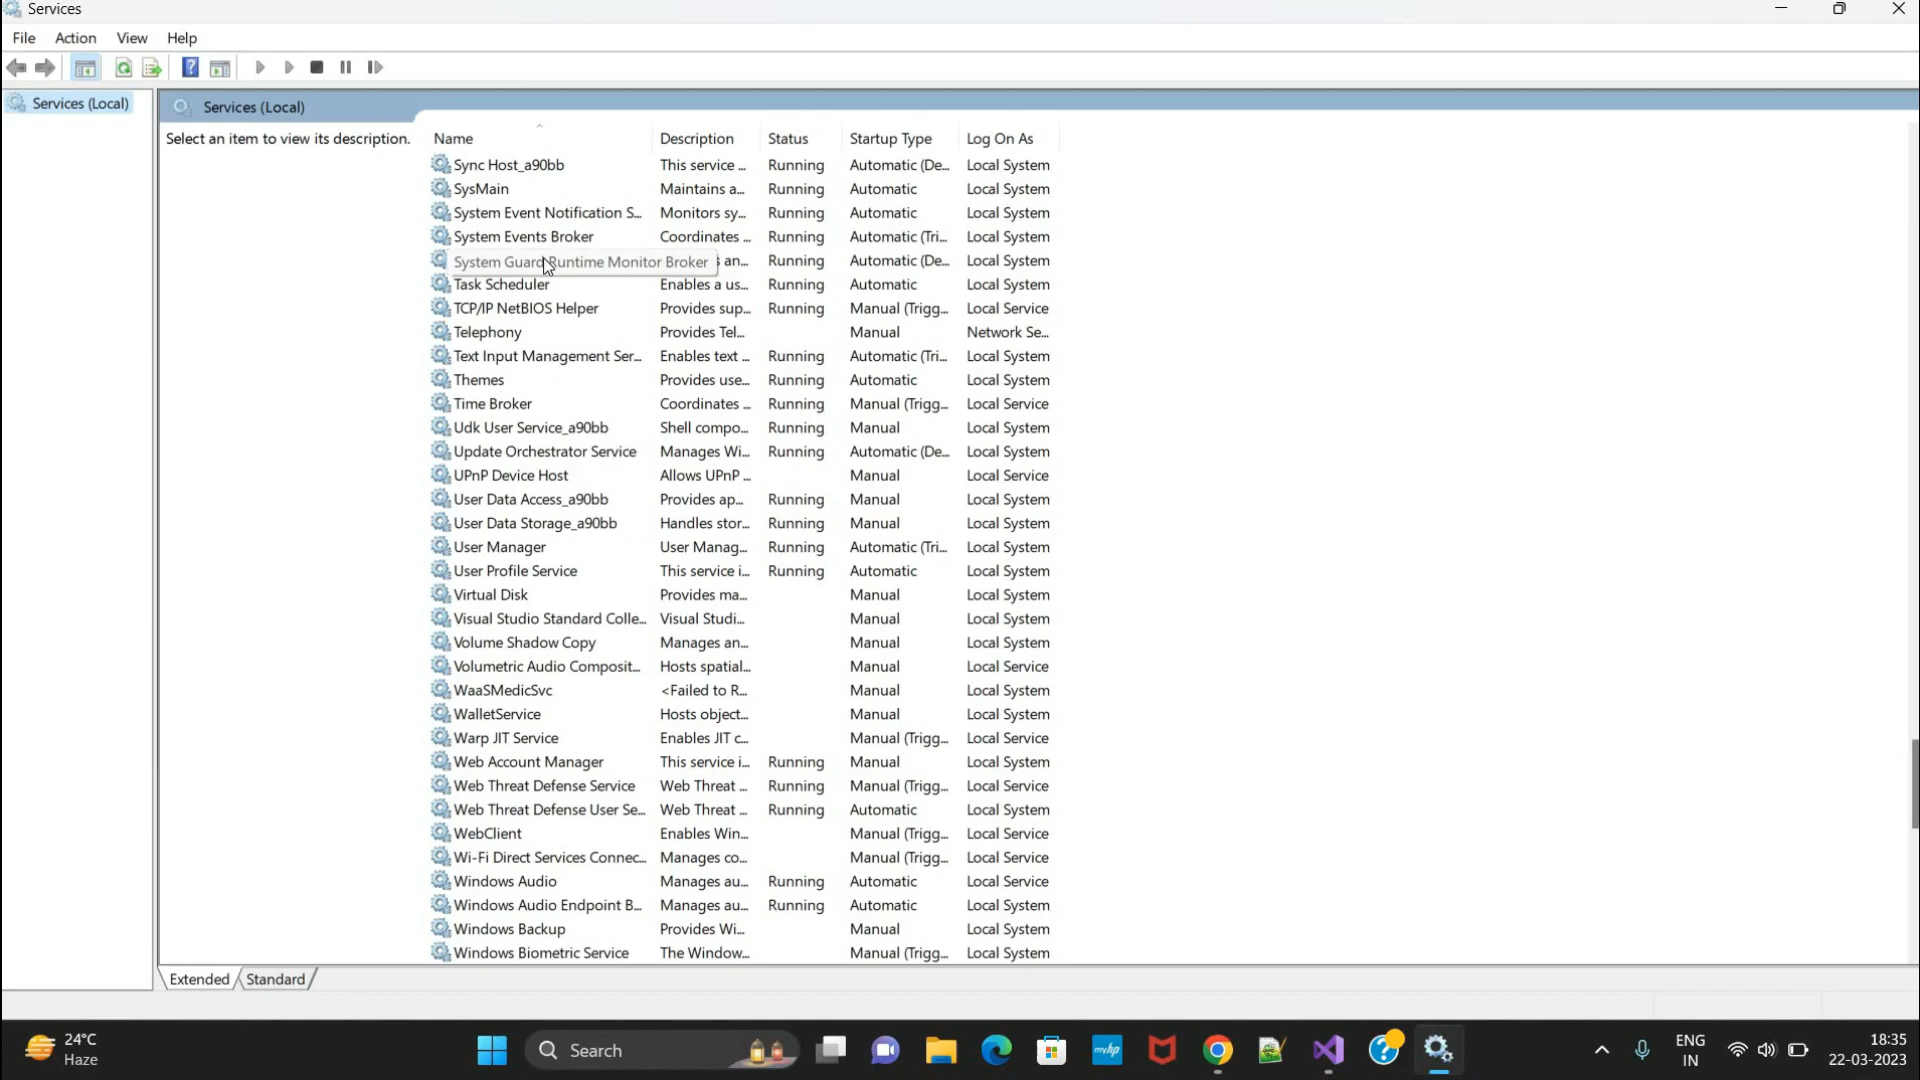 Services
File Action View Help
Services (Local)
Services (Local)
Select an item to view its description.
Name Description Status Startup Type Log On As
Sync Host_a90bb This service ... Running Automatic (De... Local System
SysMain Maintains a... Running Automatic Local System
System Event Notification S... Monitors sy... Running Automatic Local System
System Events Broker Coordinates ... Running Automatic (Tri... Local System
System Guard Runtime Monitor Broker s an... Running Automatic (De... Local System
Task Scheduler Enables a us... Running Automatic Local System
TCP/IP NetBIOS Helper Provides sup... Running Manual (Trigg... Local Service
Telephony Provides Tel... Manual Network Se...
Text Input Management Ser... Enables text ... Running Automatic (Tri... Local System
Themes Provides use... Running Automatic Local System
Time Broker Coordinates ... Running Manual (Trigg... Local Service
Udk User Service_a90bb Shell compo... Running Manual Local System
Update Orchestrator Service Manages Wi... Running Automatic (De... Local System
UPnP Device Host Allows UPnP ... Manual Local Service
User Data Access_a90bb Provides ap... Running Manual Local System
User Data Storage_a90bb Handles stor... Running Manual Local System
User Manager User Manag... Running Automatic (Tri... Local System
User Profile Service This service i... Running Automatic Local System
Virtual Disk Provides ma... Manual Local System
Visual Studio Standard Colle... Visual Studi... Manual Local System
Volume Shadow Copy Manages an... Manual Local System
Volumetric Audio Composit... Hosts spatial... Manual Local Service
WaaSMedicSvc <Failed to R... Manual Local System
WalletService Hosts object... Manual Local System
Warp JIT Service Enables JIT c... Manual (Trigg... Local Service
Web Account Manager This service i... Running Manual Local System
Web Threat Defense Service Web Threat ... Running Manual (Trigg... Local Service
Web Threat Defense User Se... Web Threat ... Running Automatic Local System
WebClient Enables Win... Manual (Trigg... Local Service
Wi-Fi Direct Services Connec... Manages co... Manual (Trigg... Local Service
Windows Audio Manages au... Running Automatic Local Service
Windows Audio Endpoint B... Manages au... Running Automatic Local System
Windows Backup Provides Wi... Manual Local System
Windows Biometric Service The Window... Manual (Trigg... Local System
Extended Standard
24°C
Haze
Search
myhp
ENG
IN
18:35
22-03-2023